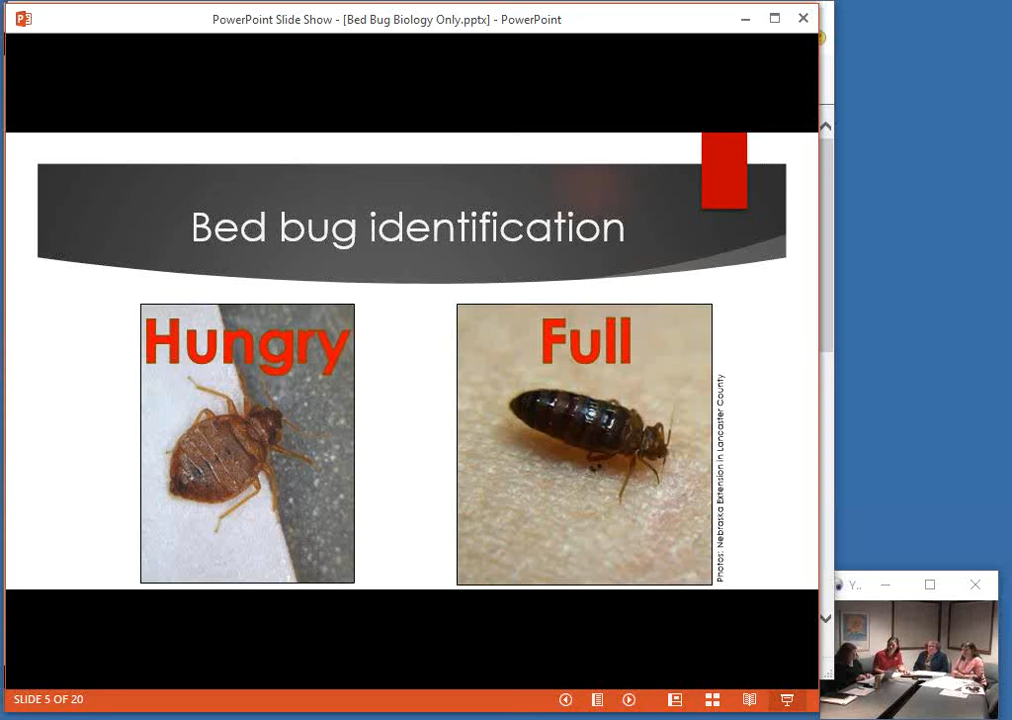 PowerPoint Slide Show - [Bed Bug Biology Only.pptx] - PowerPoint
Bed bug identification
Hungry
Full
Photos: Nebraska Extension in Lancaster County
SLIDE 5 OF 20
Y..